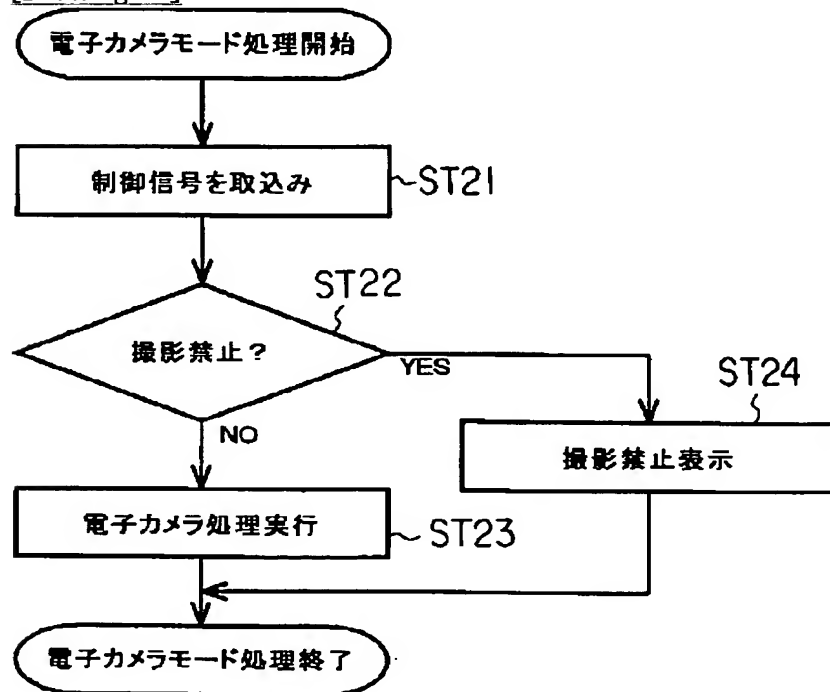 電子カメラモード処理開始
制御信号を取込み
ST21
ST22
撮影禁止?
YES
ST24
NO
撮影禁止表示
電子カメラ処理実行
ST23
電子カメラモード処理終了